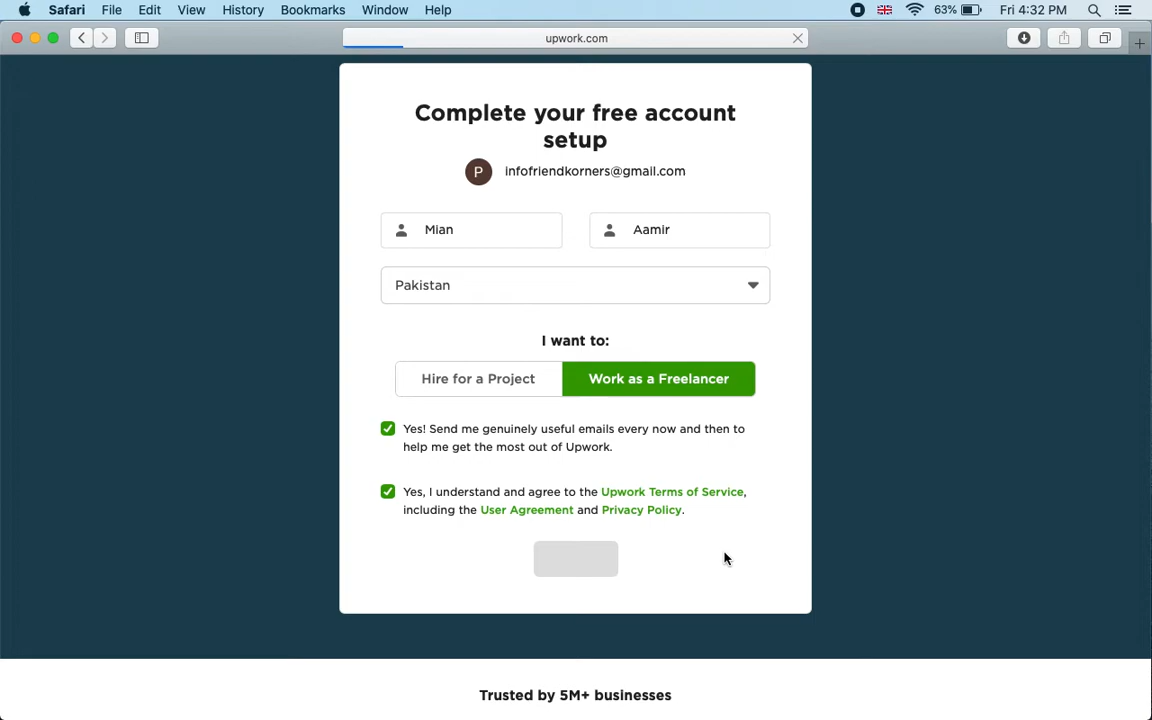 Safari File Edit View History Bookmarks Window Help 63% Fri 4:32 PM
upwork.com
Complete your free account
setup
P infofriendkorners@gmail.com
Mian Aamir
Pakistan
I want to:
Hire for a Project Work as a Freelancer
Yes! Send me genuinely useful emails every now and then to
help me get the most out of Upwork.
Yes, I understand and agree to the Upwork Terms of Service,
including the User Agreement and Privacy Policy.
Trusted by 5M+ businesses